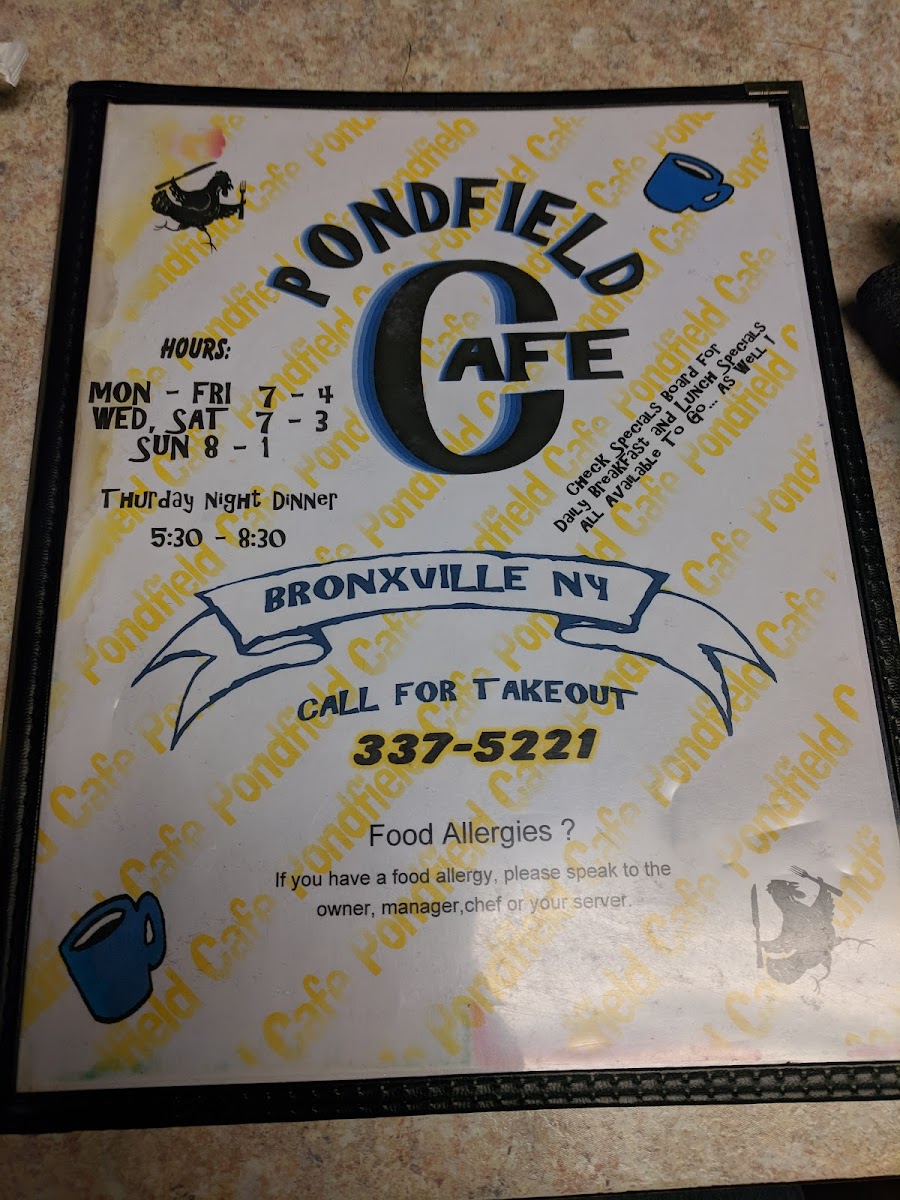 PONDFIELD
CAFE
HOURS:
MON - FRI 7 - 4
WED, SAT 7 - 3
SUN 8 - 1
Thurday Night Dinner
5:30 - 8:30
Check Specials Board For
Daily Breakfast and Lunch Specials
All Available To Go... as Well !
BRONXVILLE NY
CALL FOR TAKEOUT
337-5221
Food Allergies ?
If you have a food allergy, please speak to the
owner, manager,chef or your server.
Pondfield Cafe